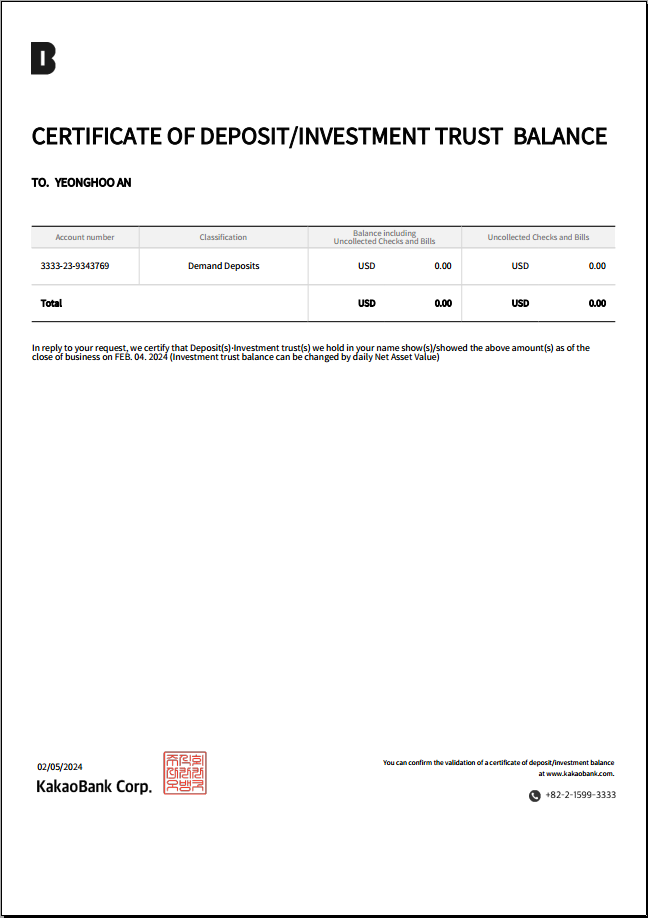 B
CERTIFICATE OF DEPOSIT/INVESTMENT TRUST BALANCE
TO. YEONGHOO AN
Account number Classification Balance including Uncollected Checks and Bills Uncollected Checks and Bills
3333-23-9343769 Demand Deposits USD 0.00 USD 0.00
Total USD 0.00 USD 0.00
In reply to your request, we certify that Deposit(s)·Investment trust(s) we hold in your name show(s)/showed the above amount(s) as of the
close of business on FEB. 04. 2024 (Investment trust balance can be changed by daily Net Asset Value)
02/05/2024
KakaoBank Corp.
You can confirm the validation of a certificate of deposit/investment balance
at www.kakaobank.com.
+82-2-1599-3333